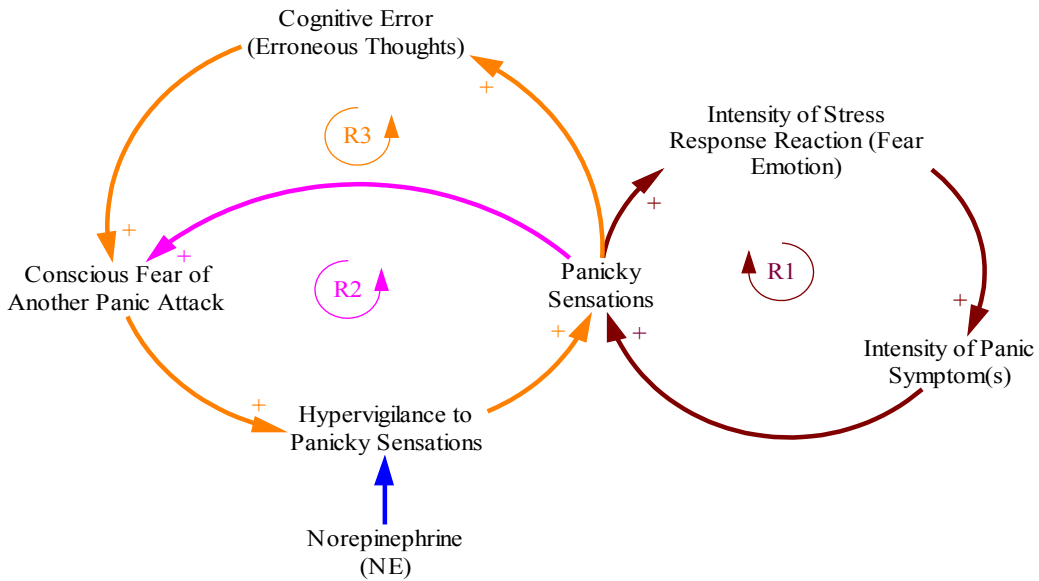 Cognitive Error
(Erroneous Thoughts)
+
R3
Intensity of Stress
Response Reaction (Fear
Emotion)
+
+
+
R2
Conscious Fear of
Another Panic Attack
Panicky
Sensations
R1
+
+
+
+
Intensity of Panic
Symptom(s)
+
Hypervigilance to
Panicky Sensations
Norepinephrine
(NE)